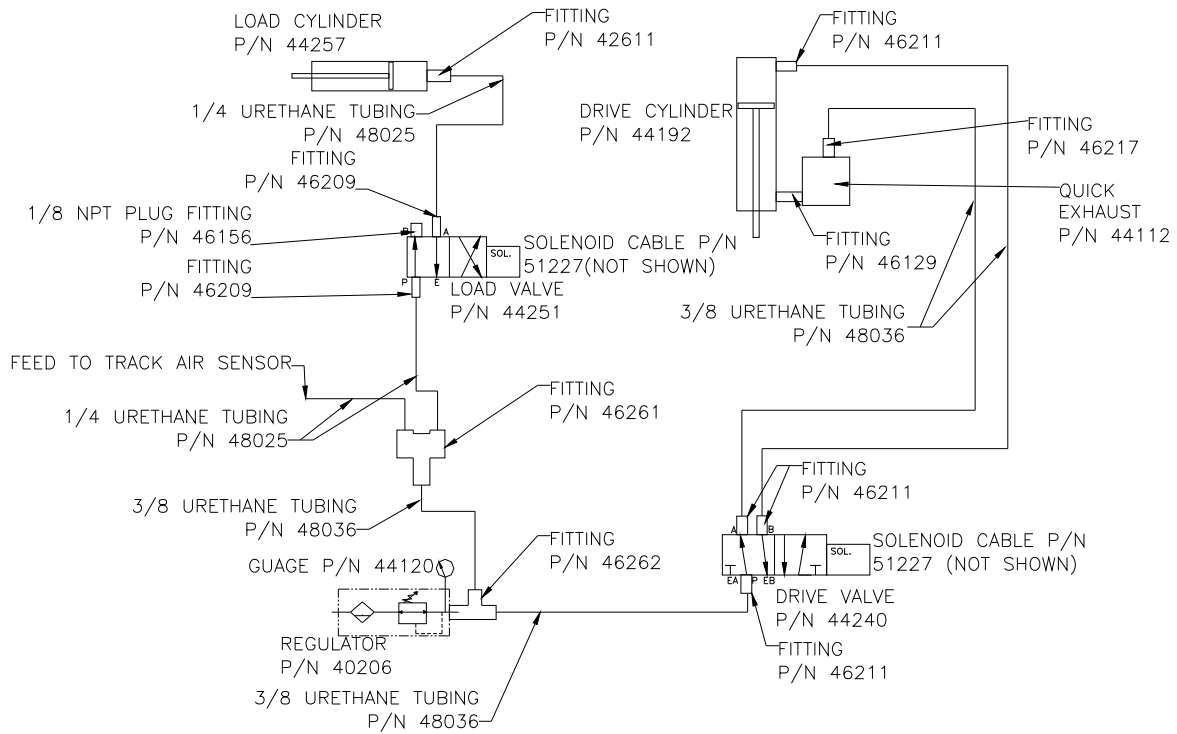 LOAD CYLINDER
P/N 44257
FITTING
P/N 42611
FITTING
P/N 46211
1/4 URETHANE TUBING
P/N 48025
DRIVE CYLINDER
P/N 44192
FITTING
P/N 46217
FITTING
P/N 46209
QUICK
EXHAUST
P/N 44112
1/8 NPT PLUG FITTING
P/N 46156
B
A
SOL.
SOLENOID CABLE P/N
51227(NOT SHOWN)
FITTING
P/N 46129
FITTING
P/N 46209
P
E
LOAD VALVE
P/N 44251
3/8 URETHANE TUBING
P/N 48036
FEED TO TRACK AIR SENSOR
FITTING
P/N 46261
1/4 URETHANE TUBING
P/N 48025
FITTING
P/N 46211
3/8 URETHANE TUBING
P/N 48036
A
B
SOL.
SOLENOID CABLE P/N
51227 (NOT SHOWN)
FITTING
P/N 46262
GUAGE P/N 44120
EA
P
EB
DRIVE VALVE
P/N 44240
REGULATOR
P/N 40206
FITTING
P/N 46211
3/8 URETHANE TUBING
P/N 48036